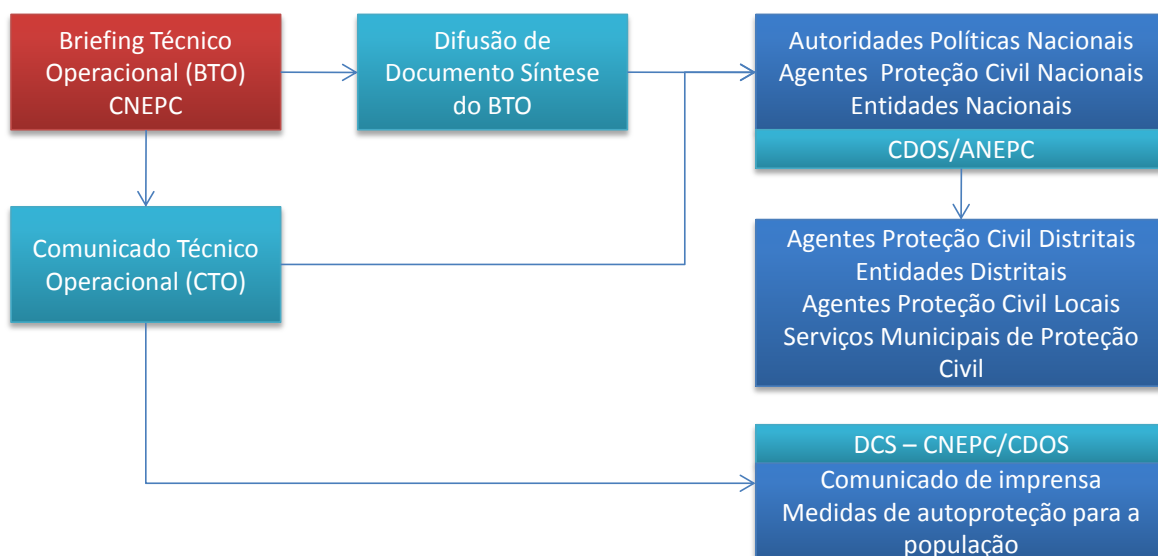 Briefing Técnico
Operacional (BTO)
CNEPC
Difusão de
Documento Síntese
do BTO
Autoridades Políticas Nacionais
Agentes Proteção Civil Nacionais
Entidades Nacionais
CDOS/ANEPC
Comunicado Técnico
Operacional (CTO)
Agentes Proteção Civil Distritais
Entidades Distritais
Agentes Proteção Civil Locais
Serviços Municipais de Proteção
Civil
DCS – CNEPC/CDOS
Comunicado de imprensa
Medidas de autoproteção para a
população